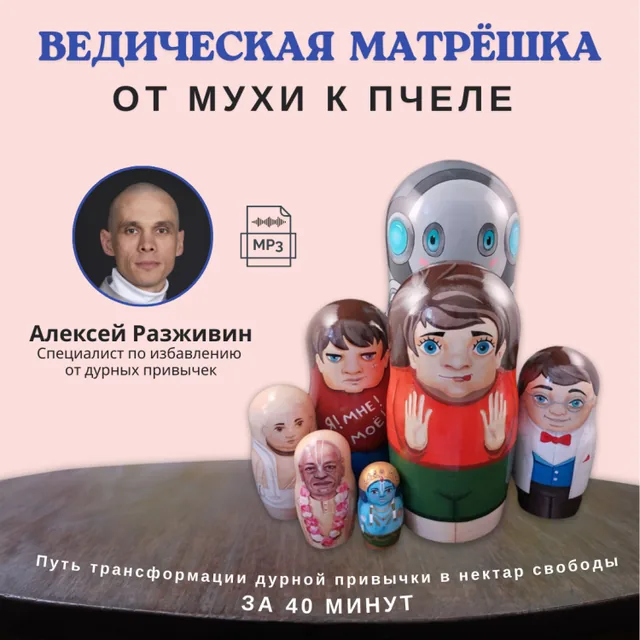 ВЕДИЧЕСКАЯ МАТРЁШКА
ОТ МУХИ К ПЧЕЛЕ
MP3
Алексей Разживин
Специалист по избавлению
от дурных привычек
Я! МНЕ!
МОЁ!
Путь трансформации дурной привычки в нектар свободы
ЗА 40 МИНУТ